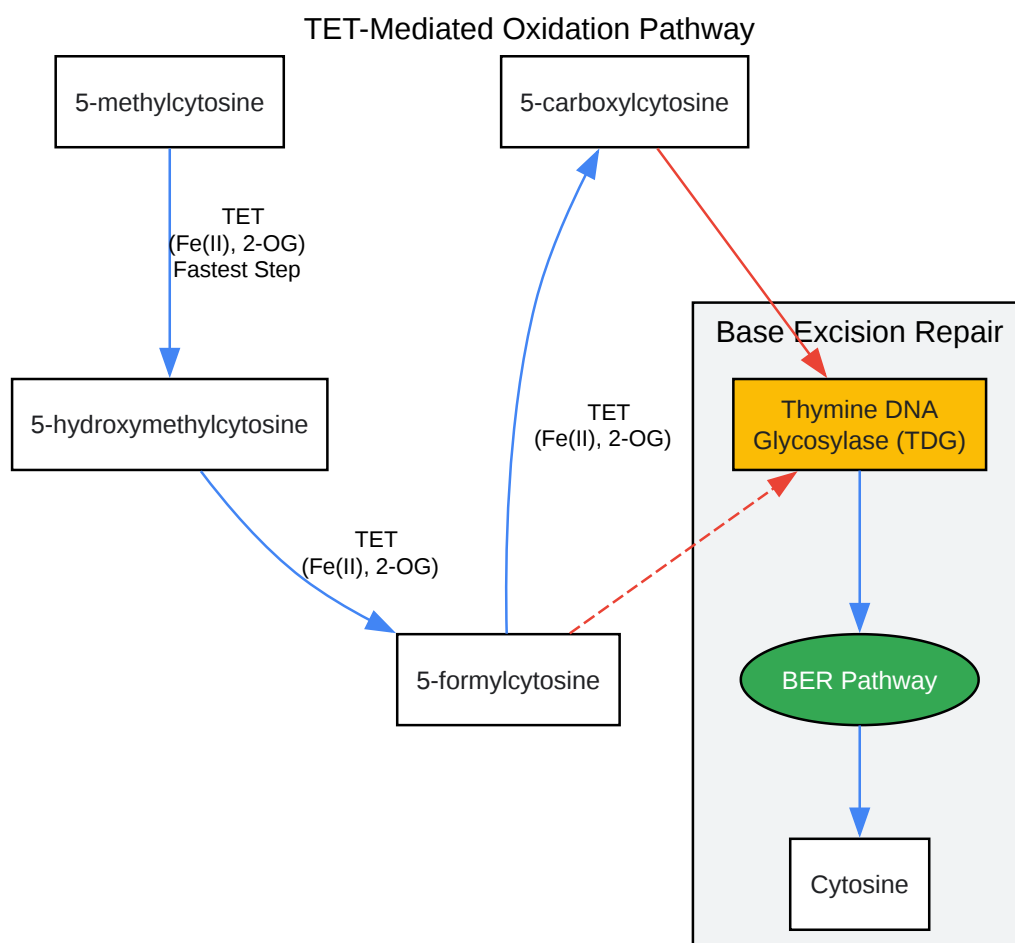 TET-Mediated Oxidation Pathway
5-methylcytosine
5-carboxylcytosine
TET
(Fe(II), 2-OG)
Fastest Step
Base Excision Repair
5-hydroxymethylcytosine
TET
(Fe(II), 2-OG)
Thymine DNA
Glycosylase (TDG)
TET
(Fe(II), 2-OG)
5-formylcytosine
BER Pathway
Cytosine